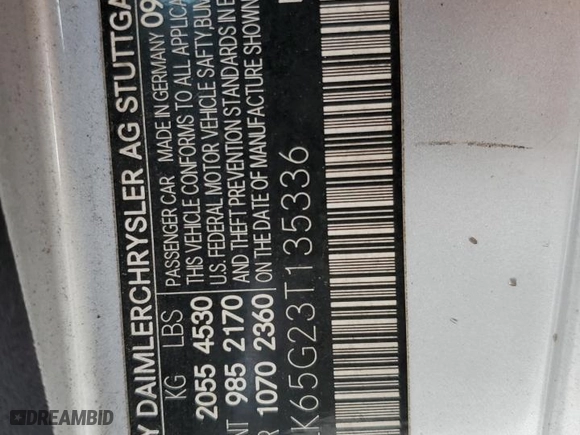 Y DAIMLERCHRYSLER AG STUTTGA
KG LBS PASSENGER CAR MADE IN GERMANY 09
2055 4530 THIS VEHICLE CONFORMS TO ALL APPLICA
NT 985 2170 U.S. FEDERAL MOTOR VEHICLE SAFTY,BUM
R 1070 2360 AND THEFT PREVENTION STANDARDS IN E
ON THE DATE OF MANUFACTURE SHOWN
K65G23T135336
DREAMBID